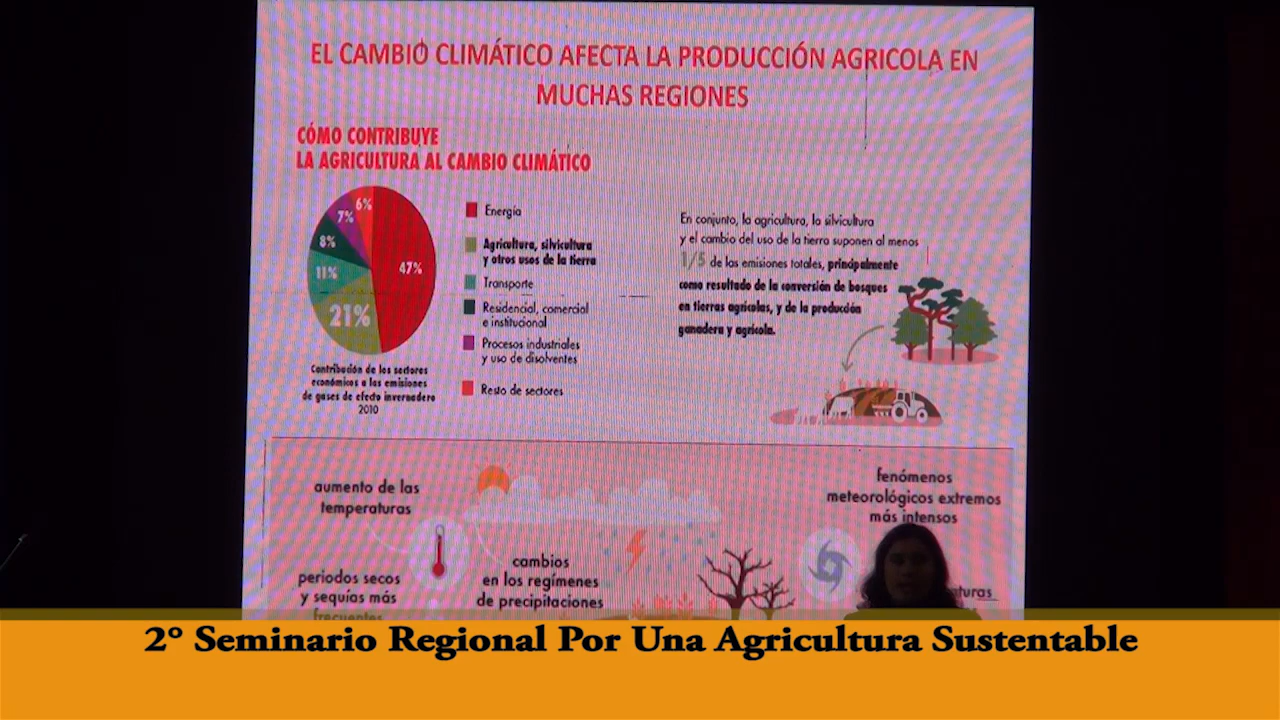 EL CAMBIO CLIMÁTICO AFECTA LA PRODUCCIÓN AGRICOLA EN
MUCHAS REGIONES
CÓMO CONTRIBUYE
LA AGRICULTURA AL CAMBIO CLIMÁTICO
6%
7%
8%
11%
21%
47%
Contribución de los sectores
económicos a las emisiones
de gases de efecto invernadero
2010
Energía
Agricultura, silvicultura
y otros usos de la tierra
Transporte
Residencial, comercial
e institucional
Procesos industriales
y uso de disolventes
Resto de sectores
En conjunto, la agricultura, la silvicultura
y el cambio del uso de la tierra suponen al menos
1/5 de las emisiones totales, principalmente
como resultado de la conversión de bosques
en tierras agrícolas, y de la producción
ganadera y agrícola.
aumento de las
temperaturas
periodos secos
y sequías más
frecuentes
cambios
en los regímenes
de precipitaciones
fenómenos
meteorológicos extremos
más intensos
2º Seminario Regional Por Una Agricultura Sustentable